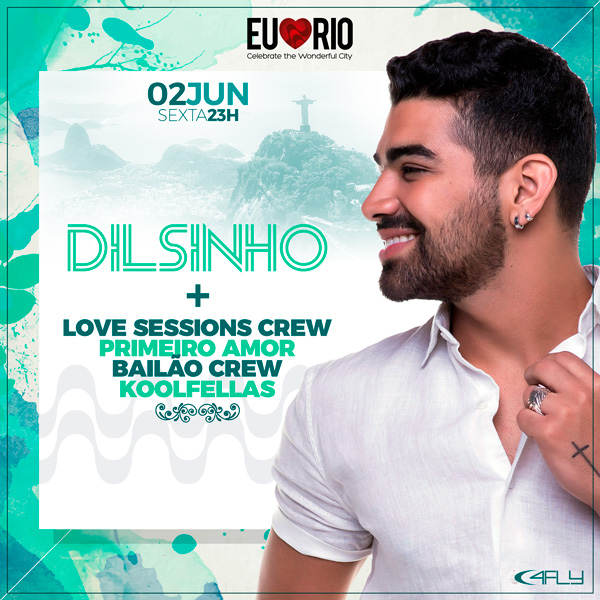 EU RIO
Celebrate the Wonderful City
02JUN
SEXTA23H
DILSINHO
+
LOVE SESSIONS CREW
PRIMEIRO AMOR
BAILÃO CREW
KOOLFELLAS
4FLY